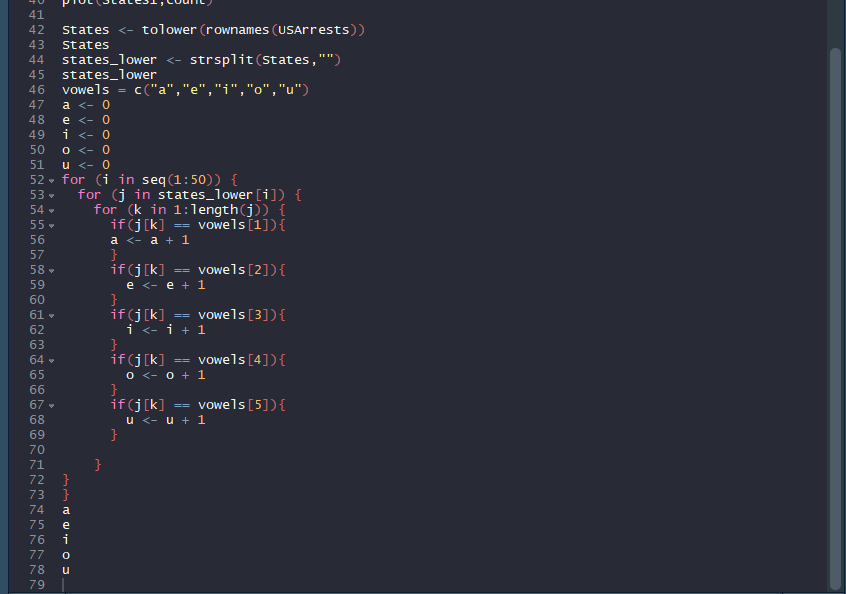 40 plot(States1,Count)
41
42 States <- tolower(rownames(USArrests))
43 States
44 states_lower <- strsplit(States,"")
45 states_lower
46 vowels = c("a","e","i","o","u")
47 a <- 0
48 e <- 0
49 i <- 0
50 o <- 0
51 u <- 0
52 for (i in seq(1:50)) {
53   for (j in states_lower[i]) {
54     for (k in 1:length(j)) {
55       if(j[k] == vowels[1]){
56       a <- a + 1
57       }
58       if(j[k] == vowels[2]){
59         e <- e + 1
60       }
61       if(j[k] == vowels[3]){
62         i <- i + 1
63       }
64       if(j[k] == vowels[4]){
65         o <- o + 1
66       }
67       if(j[k] == vowels[5]){
68         u <- u + 1
69       }
70
71     }
72 }
73 }
74 a
75 e
76 i
77 o
78 u
79